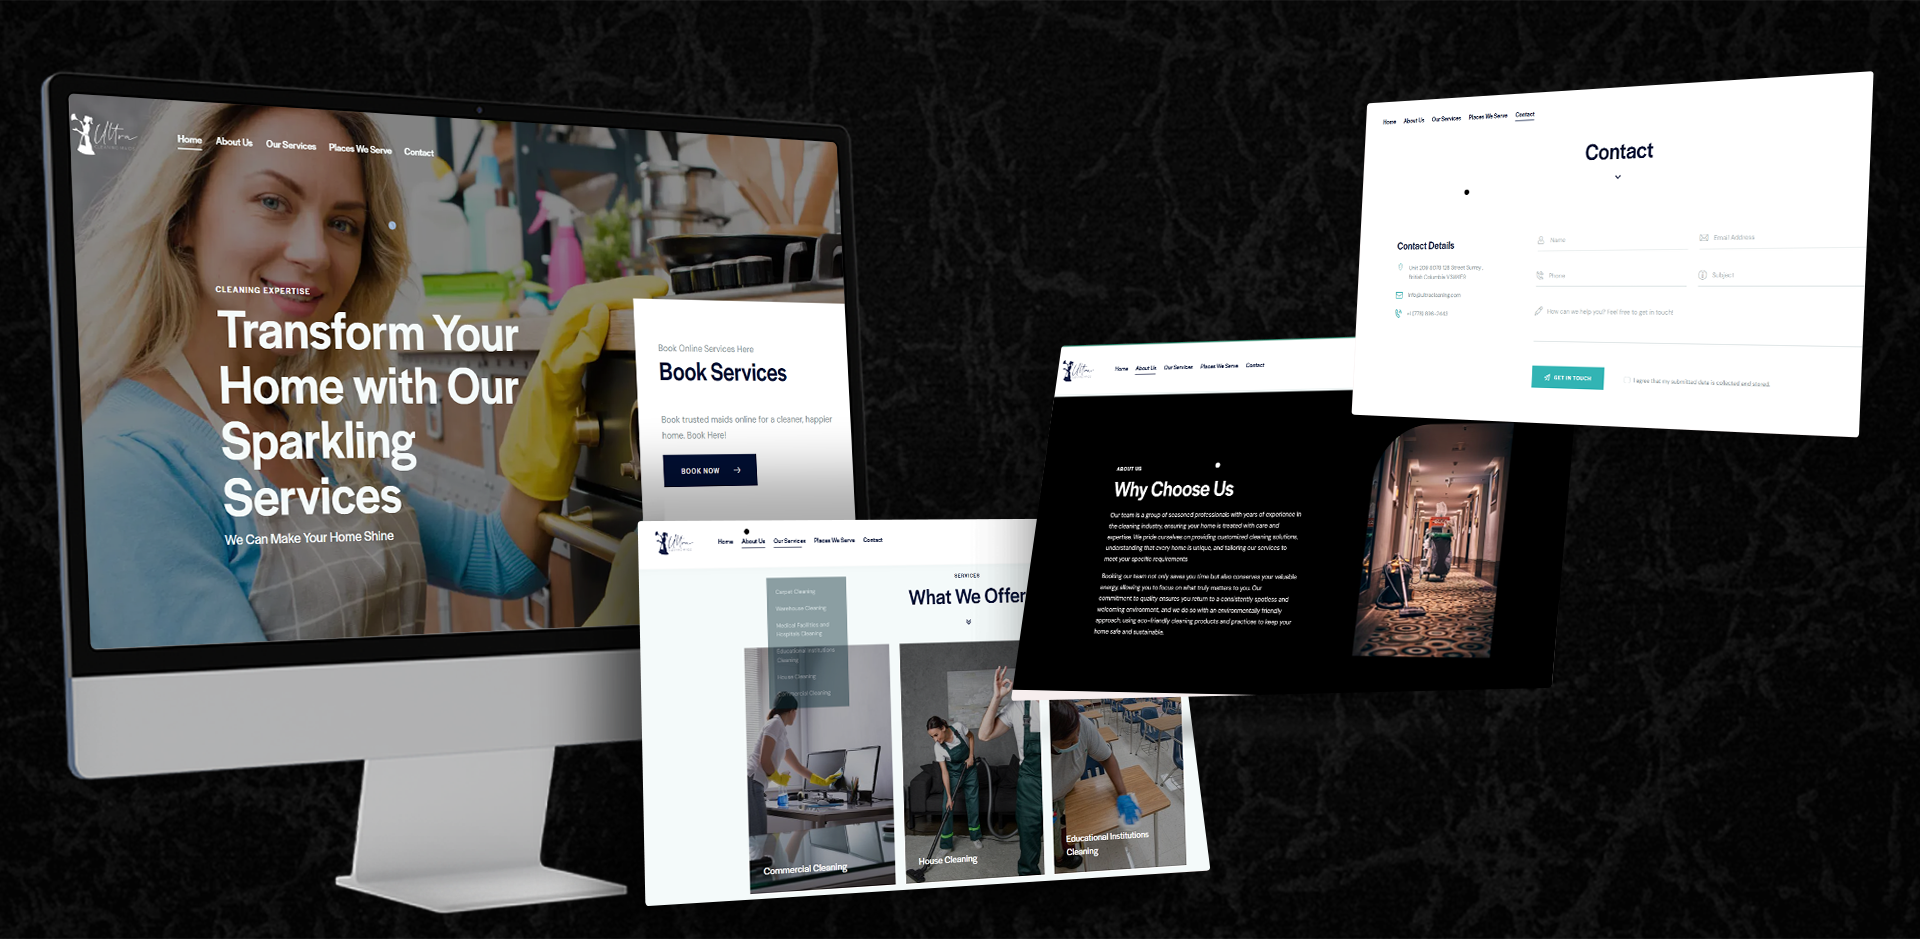 Ultra
Home About Us Our Services Places We Serve Contact
CLEANING EXPERTISE
Transform Your
Home with Our
Sparkling
Services
We Can Make Your Home Shine
Book Online Services Here
Book Services
Book trusted maids online for a cleaner, happier
home. Book Here!
BOOK NOW
Ultra
Home About Us Our Services Places We Serve Contact
SERVICES
What We Offer
Carpet Cleaning
Warehouse Cleaning
Medical Facilities and
Hospitals Cleaning
Educational Institutions
Cleaning
House Cleaning
Commercial Cleaning
Commercial Cleaning
House Cleaning
Educational Institutions
Cleaning
Ultra
Home About Us Our Services Places We Serve Contact
ABOUT US
Why Choose Us
Our team is a group of seasoned professionals with years of experience in
the cleaning industry, ensuring your home is treated with care and
expertise. We pride ourselves on providing customized cleaning solutions,
understanding that every home is unique, and tailoring our services to
meet your specific requirements.
Booking our team not only saves you time but also conserves your valuable
energy, allowing you to focus on what truly matters to you. Our
commitment to quality ensures you return to a consistently spotless and
welcoming environment, and we do so with an environmentally friendly
approach, using eco-friendly cleaning products and practices to keep your
home safe and sustainable.
Home About Us Our Services Places We Serve Contact
Contact
Contact Details
128 Street Surrey,
British Columbia
Name
Email Address
Phone
Subject
How can we help you? Feel free to get in touch!
GET IN TOUCH
I agree that my submitted data is collected and stored.